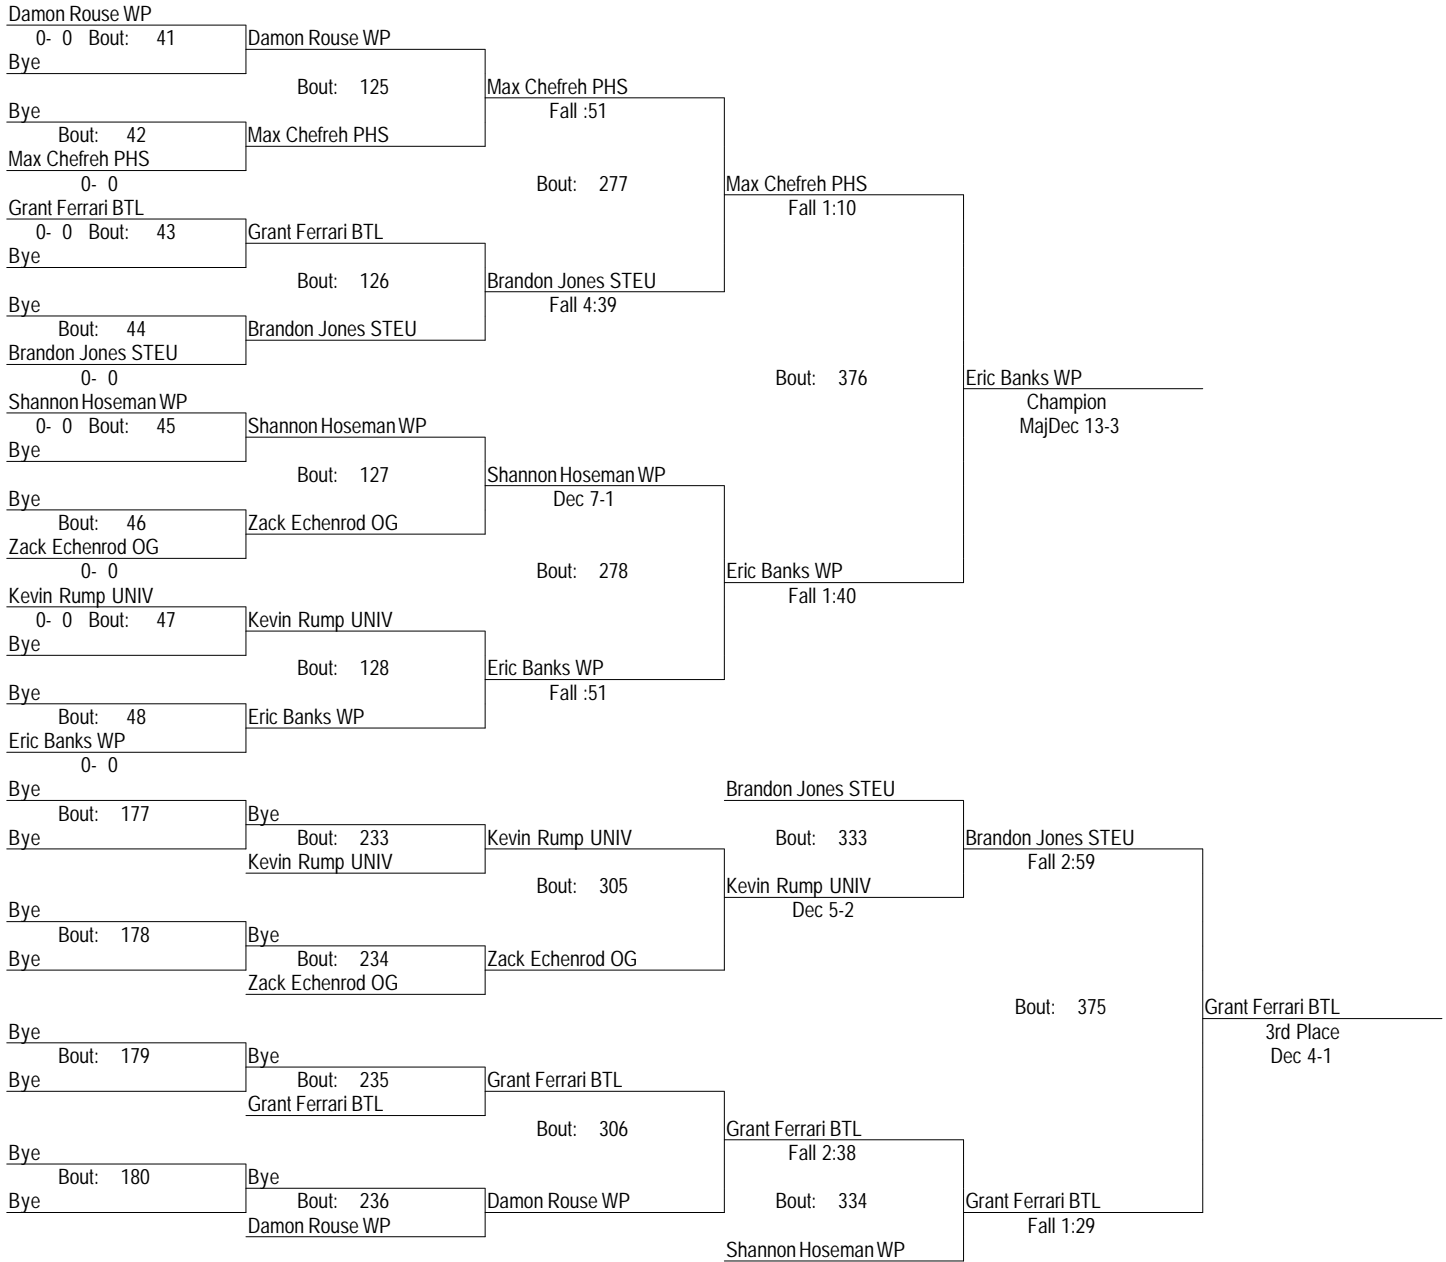 Damon Rouse WP
0- 0 Bout: 41 Damon Rouse WP
Bye
Bout: 125 Max Chefreh PHS
Bye Fall :51
Bout: 42 Max Chefreh PHS
Max Chefreh PHS
0- 0 Bout: 277 Max Chefreh PHS
Grant Ferrari BTL Fall 1:10
0- 0 Bout: 43 Grant Ferrari BTL
Bye
Bout: 126 Brandon Jones STEU
Bye Fall 4:39
Bout: 44 Brandon Jones STEU
Brandon Jones STEU
0- 0 Bout: 376 Eric Banks WP
Shannon Hoseman WP Champion
0- 0 Bout: 45 Shannon Hoseman WP MajDec 13-3
Bye
Bout: 127 Shannon Hoseman WP
Bye Dec 7-1
Bout: 46 Zack Echenrod OG
Zack Echenrod OG
0- 0 Bout: 278 Eric Banks WP
Kevin Rump UNIV Fall 1:40
0- 0 Bout: 47 Kevin Rump UNIV
Bye
Bout: 128 Eric Banks WP
Bye Fall :51
Bout: 48 Eric Banks WP
Eric Banks WP
0- 0
Bye Brandon Jones STEU
Bout: 177 Bye
Bye Bout: 233 Kevin Rump UNIV Bout: 333 Brandon Jones STEU
Kevin Rump UNIV Fall 2:59
Bout: 305 Kevin Rump UNIV
Bye Dec 5-2
Bout: 178 Bye
Bye Bout: 234 Zack Echenrod OG
Zack Echenrod OG
Bout: 375 Grant Ferrari BTL
Bye 3rd Place
Bout: 179 Bye Dec 4-1
Bye Bout: 235 Grant Ferrari BTL
Grant Ferrari BTL
Bout: 306 Grant Ferrari BTL
Bye Fall 2:38
Bout: 180 Bye
Bye Bout: 236 Damon Rouse WP Bout: 334 Grant Ferrari BTL
Damon Rouse WP Fall 1:29
Shannon Hoseman WP